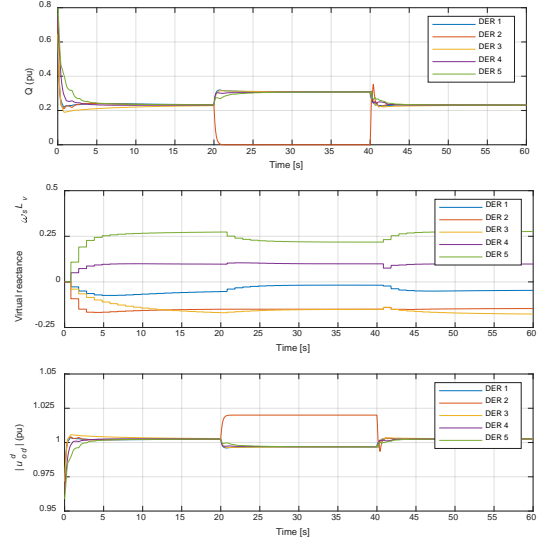 0.8
0.6
0.4
0.2
0
Q (pu)
0 5 10 15 20 25 30 35 40 45 50 55 60
Time [s]
DER 1
DER 2
DER 3
DER 4
DER 5
0.5
0.25
0
-0.25
Virtual reactance ω_s L_v
0 5 10 15 20 25 30 35 40 45 50 55 60
Time [s]
DER 1
DER 2
DER 3
DER 4
DER 5
1.05
1.025
1
0.975
0.95
|u_od^d| (pu)
0 5 10 15 20 25 30 35 40 45 50 55 60
Time [s]
DER 1
DER 2
DER 3
DER 4
DER 5